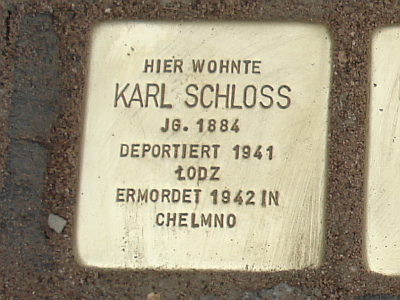 HIER WOHNTE
KARL SCHLOSS
JG. 1884
DEPORTIERT 1941
ŁODZ
ERMORDET 1942 IN
CHELMNO